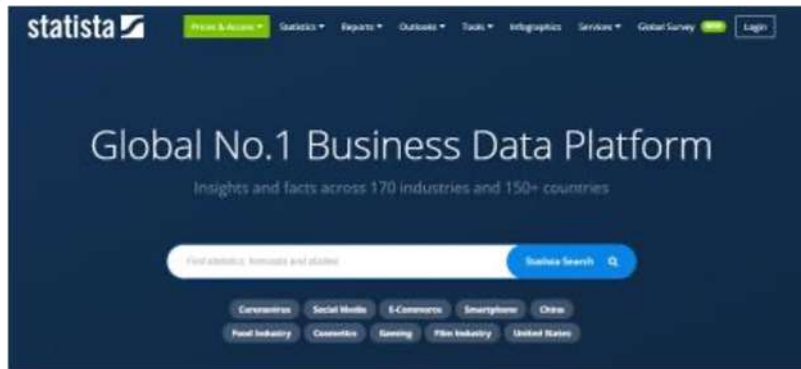 statista Prices & Access Statistics Reports Outlooks Tools Infographics Services Global Survey NEW Login
Global No.1 Business Data Platform
Insights and facts across 170 industries and 150+ countries
Find statistics, forecasts and studies Statista Search
Coronavirus Social Media E-Commerce Smartphone China
Food Industry Cosmetics Gaming Film Industry United States